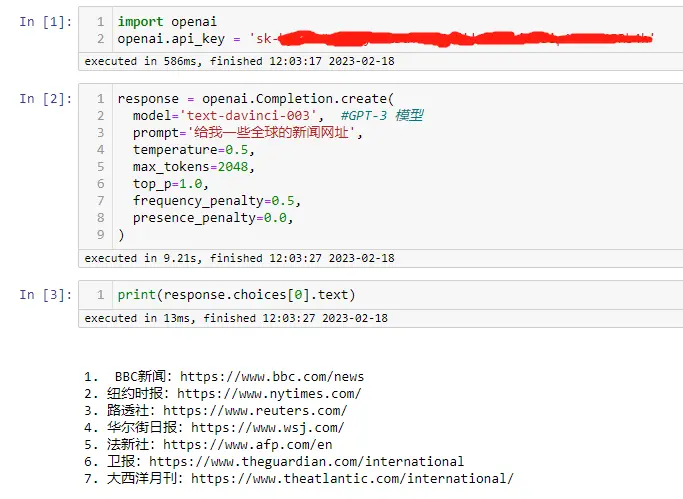 In [1]:
1 import openai
2 openai.api_key = 'sk-
executed in 586ms, finished 12:03:17 2023-02-18
In [2]:
1 response = openai.Completion.create(
2 model='text-davinci-003', #GPT-3 模型
3 prompt='给我一些全球的新闻网址',
4 temperature=0.5,
5 max_tokens=2048,
6 top_p=1.0,
7 frequency_penalty=0.5,
8 presence_penalty=0.0,
9 )
executed in 9.21s, finished 12:03:27 2023-02-18
In [3]:
1 print(response.choices[0].text)
executed in 13ms, finished 12:03:27 2023-02-18
1. BBC新闻：https://www.bbc.com/news
2. 纽约时报：https://www.nytimes.com/
3. 路透社：https://www.reuters.com/
4. 华尔街日报：https://www.wsj.com/
5. 法新社：https://www.afp.com/en
6. 卫报：https://www.theguardian.com/international
7. 大西洋月刊：https://www.theatlantic.com/international/